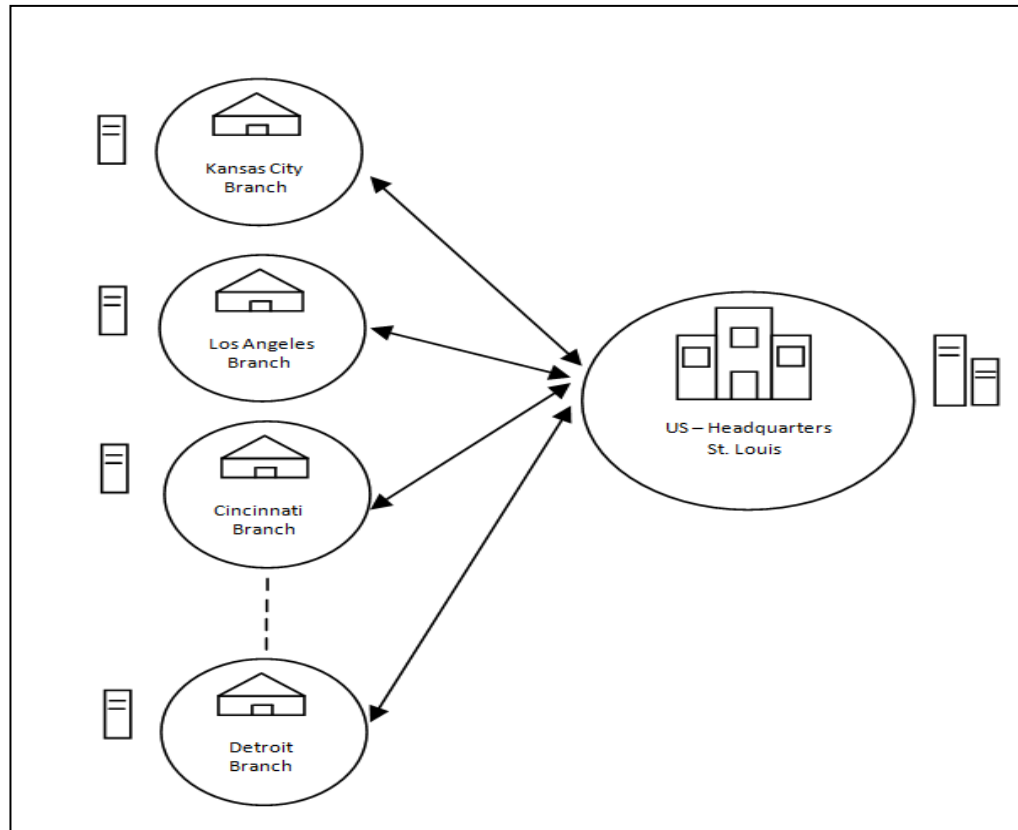 Kansas City
Branch
Los Angeles
Branch
Cincinnati
Branch
Detroit
Branch
US – Headquarters
St. Louis